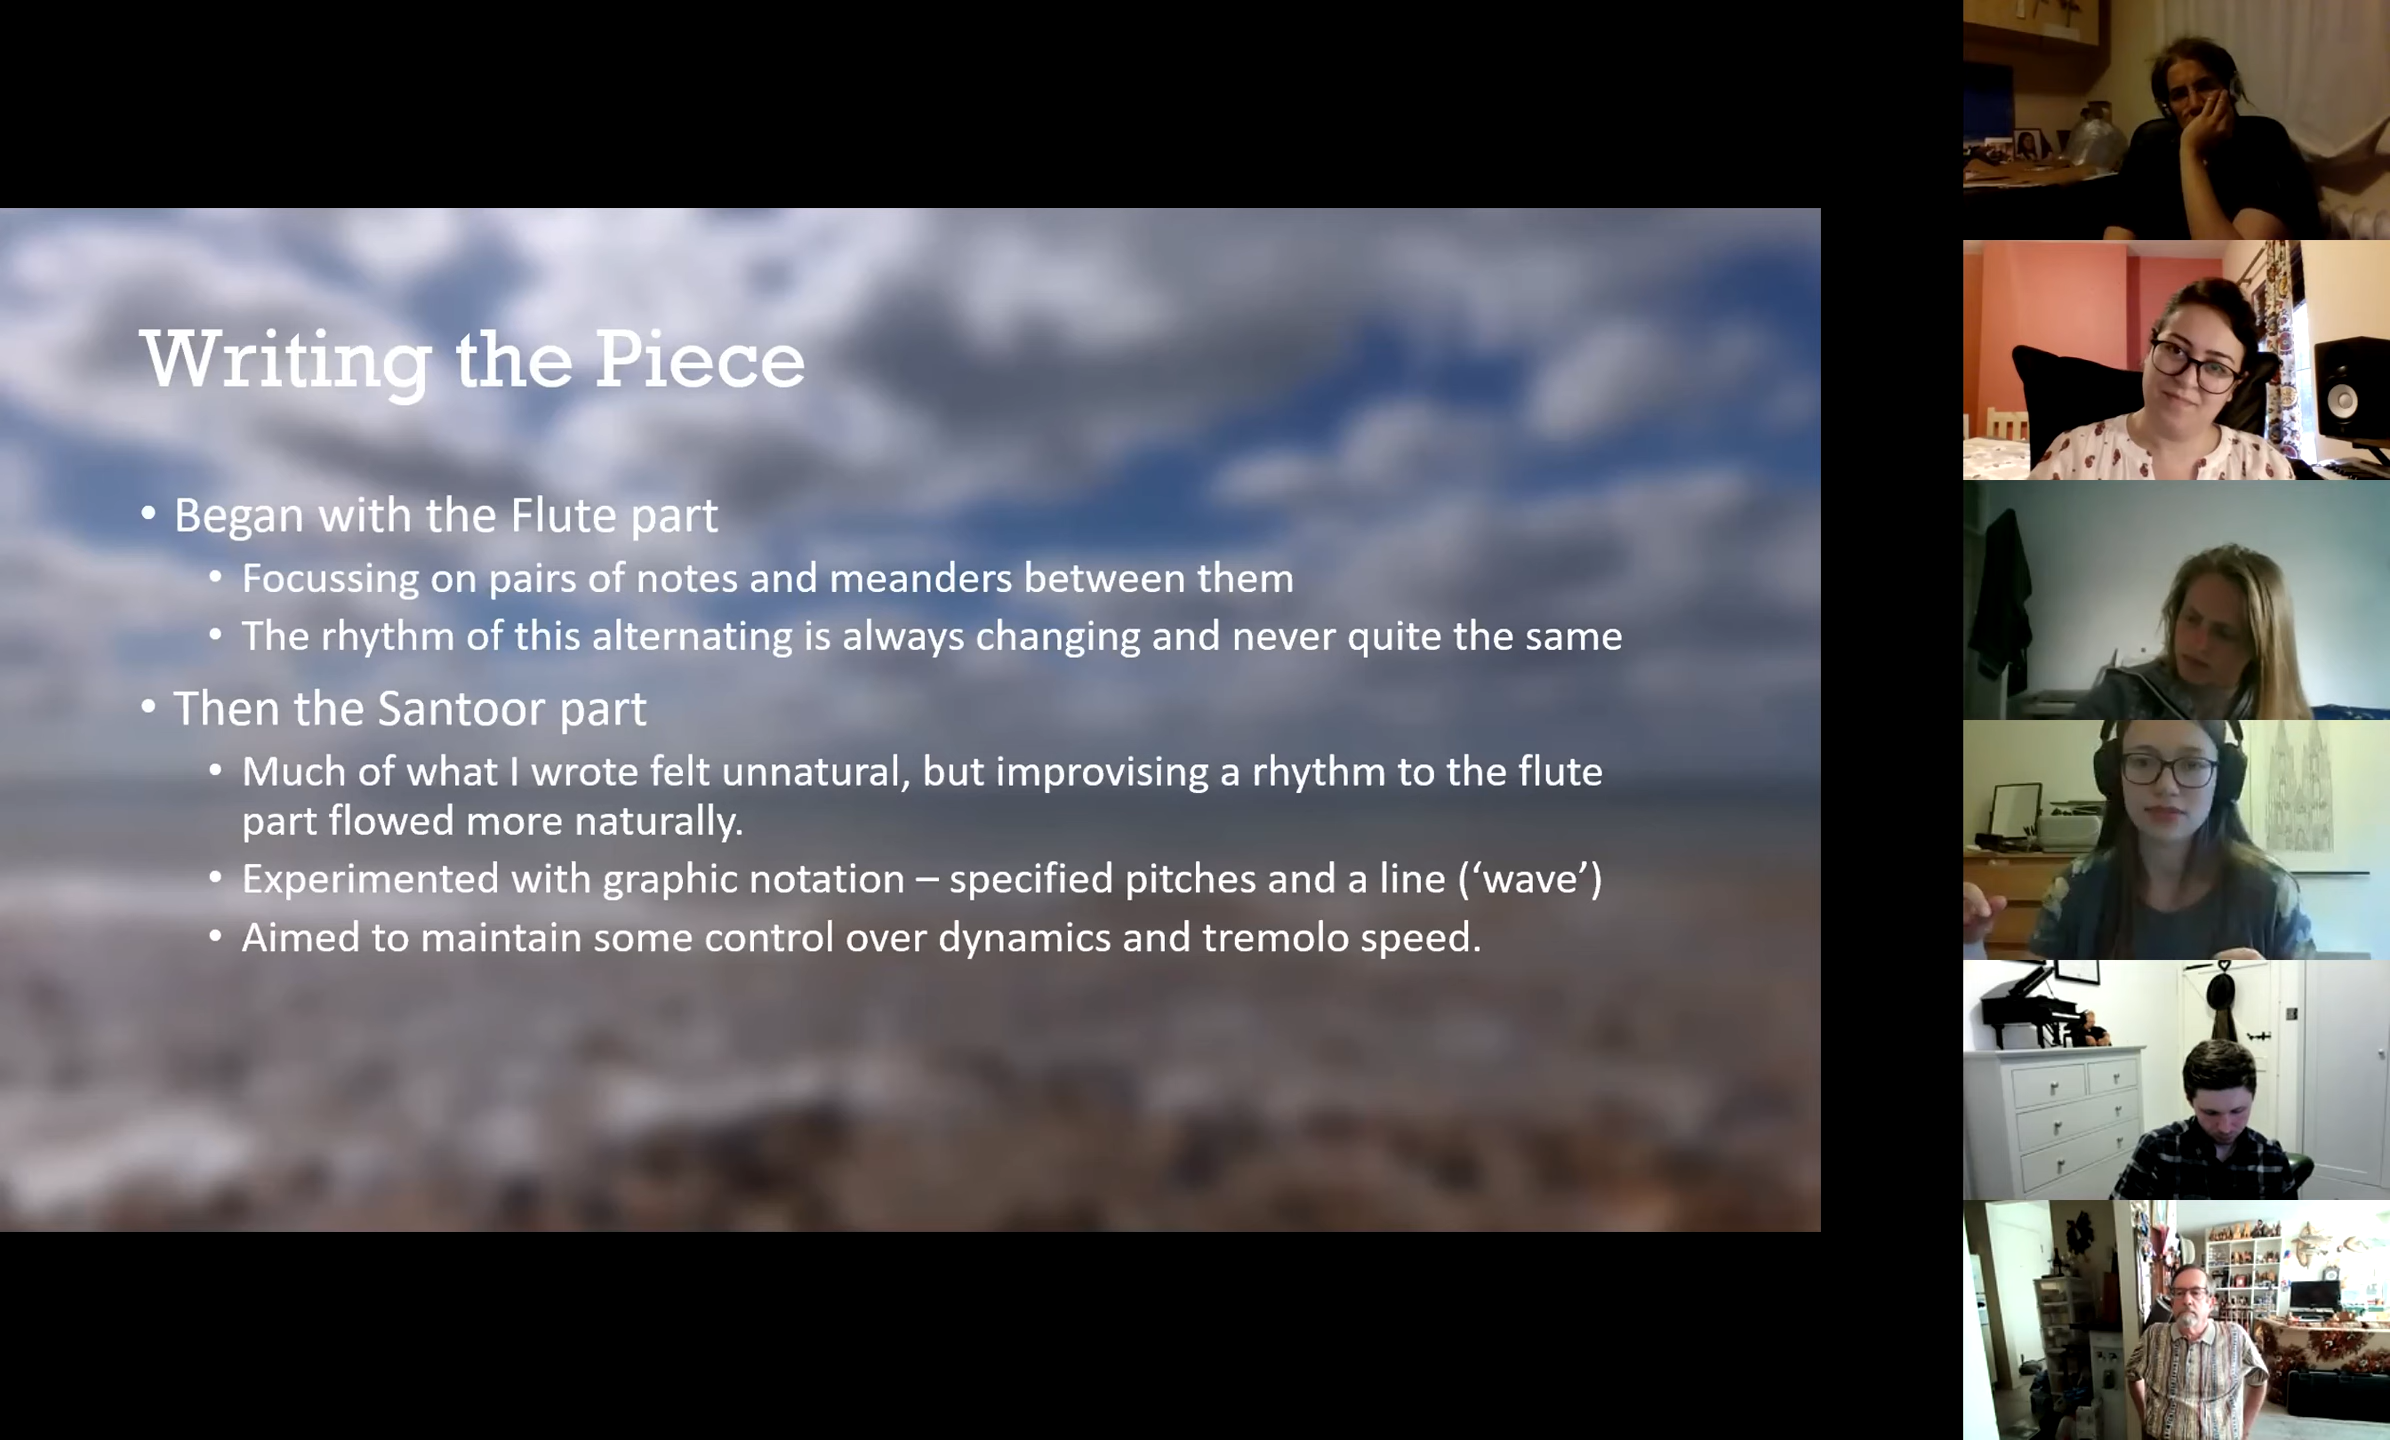 Writing the Piece
• Began with the Flute part
• Focussing on pairs of notes and meanders between them
• The rhythm of this alternating is always changing and never quite the same
• Then the Santoor part
• Much of what I wrote felt unnatural, but improvising a rhythm to the flute
part flowed more naturally.
• Experimented with graphic notation – specified pitches and a line (‘wave’)
• Aimed to maintain some control over dynamics and tremolo speed.